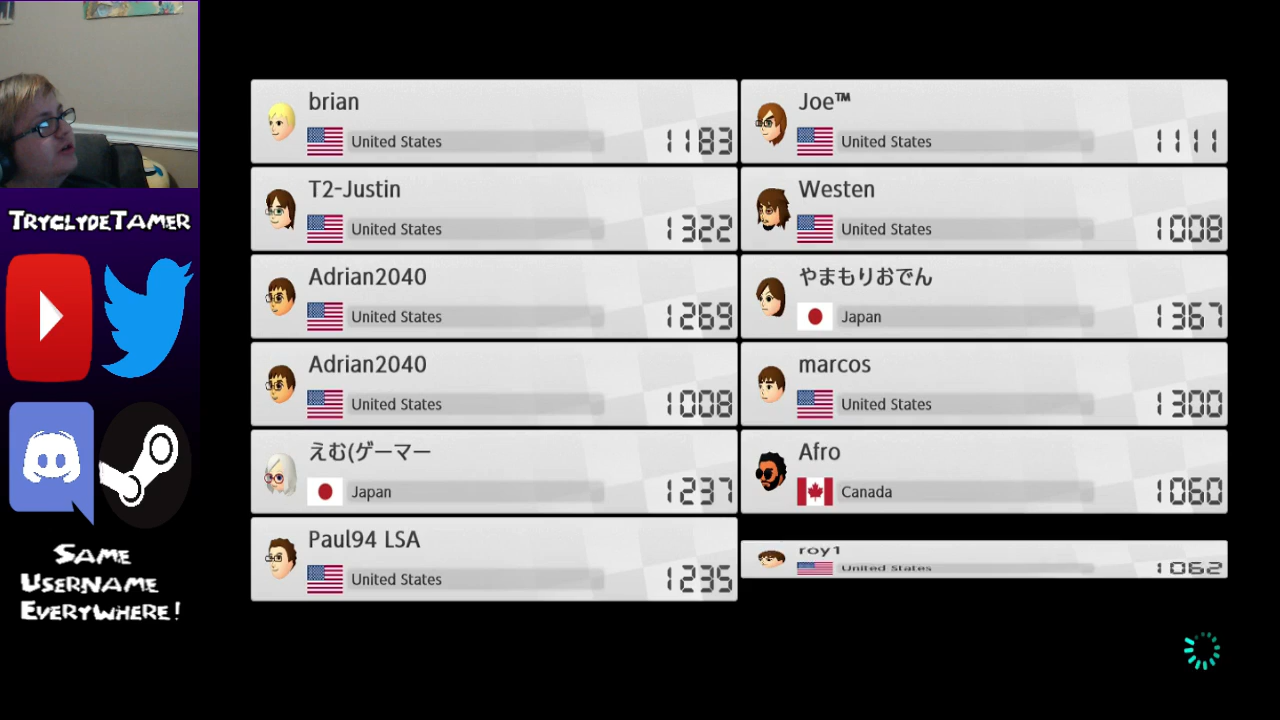 TRYCLYDETAMER
SAME
USERNAME
EVERYWHERE!
brian
United States
1183
Joe™
United States
1111
T2-Justin
United States
1322
Westen
United States
1008
Adrian2040
United States
1269
やまもりおでん
Japan
1367
Adrian2040
United States
1008
marcos
United States
1300
えむ(ゲーマー
Japan
1237
Afro
Canada
1060
Paul94 LSA
United States
1235
roy1
United States
1062